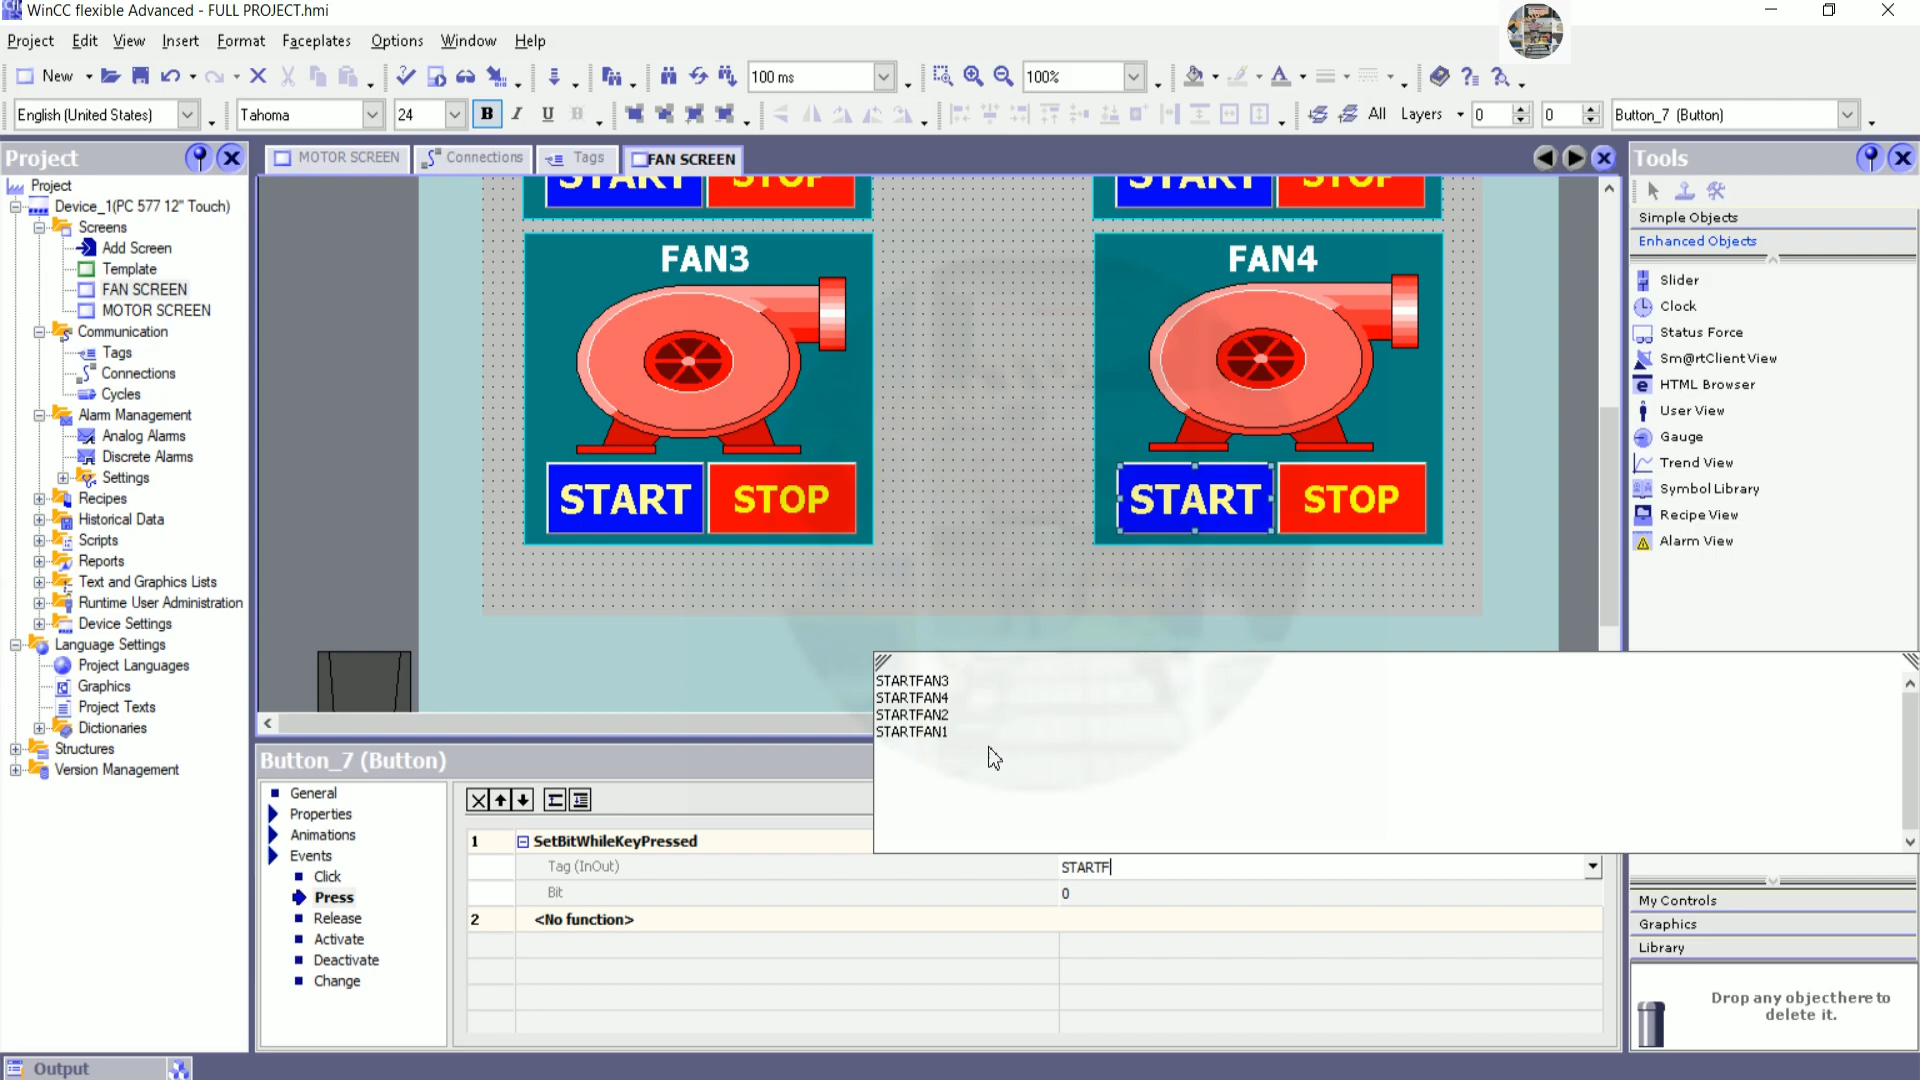 WinCC flexible Advanced - FULL PROJECT.hmi
Project Edit View Insert Format Faceplates Options Window Help
New 100 ms 100%
English (United States) Tahoma 24 B I U B All Layers 0 0 Button_7 (Button)
Project
MOTOR SCREEN Connections Tags FAN SCREEN
Tools
Project
Device_1(PC 577 12" Touch)
Screens
Add Screen
Template
FAN SCREEN
MOTOR SCREEN
Communication
Tags
Connections
Cycles
Alarm Management
Analog Alarms
Discrete Alarms
Settings
Recipes
Historical Data
Scripts
Reports
Text and Graphics Lists
Runtime User Administration
Device Settings
Language Settings
Project Languages
Graphics
Project Texts
Dictionaries
Structures
Version Management
START STOP START STOP
FAN3 FAN4
START STOP START STOP
Simple Objects
Enhanced Objects
Slider
Clock
Status Force
Sm@rtClientView
HTML Browser
User View
Gauge
Trend View
Symbol Library
Recipe View
Alarm View
STARTFAN3
STARTFAN4
STARTFAN2
STARTFAN1
Button_7 (Button)
General
Properties
Animations
Events
Click
Press
Release
Activate
Deactivate
Change
1 SetBitWhileKeyPressed
Tag (InOut) STARTF
Bit 0
2 <No function>
My Controls
Graphics
Library
Drop any objecthere to
delete it.
Output